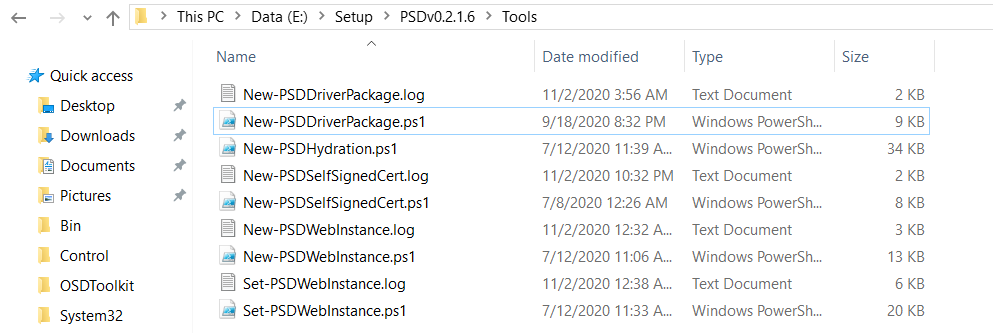 This PC > Data (E:) > Setup > PSDv0.2.1.6 > Tools
Name Date modified Type Size
Quick access
Desktop
Downloads
Documents
Pictures
Bin
Control
OSDToolkit
System32
New-PSDDriverPackage.log 11/2/2020 3:56 AM Text Document 2 KB
New-PSDDriverPackage.ps1 9/18/2020 8:32 PM Windows PowerSh... 9 KB
New-PSDHydration.ps1 7/12/2020 11:39 A... Windows PowerSh... 34 KB
New-PSDSelfSignedCert.log 11/2/2020 10:32 PM Text Document 2 KB
New-PSDSelfSignedCert.ps1 7/8/2020 12:26 AM Windows PowerSh... 8 KB
New-PSDWebInstance.log 11/2/2020 12:32 A... Text Document 3 KB
New-PSDWebInstance.ps1 7/12/2020 11:06 A... Windows PowerSh... 13 KB
Set-PSDWebInstance.log 11/2/2020 12:38 A... Text Document 6 KB
Set-PSDWebInstance.ps1 7/12/2020 11:33 A... Windows PowerSh... 20 KB